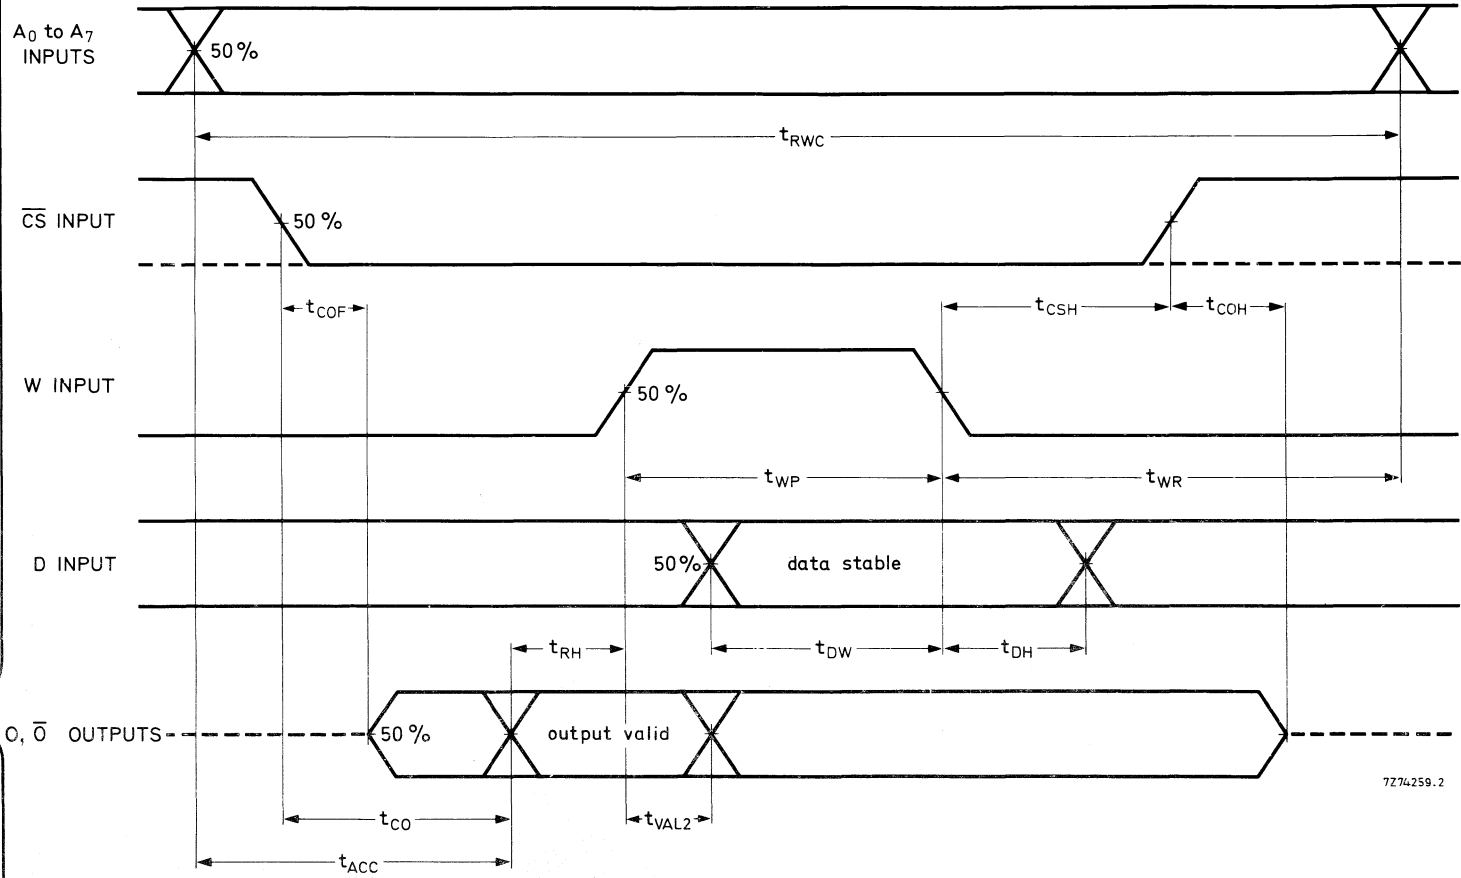 A0 to A7
INPUTS
50%
tRWC
CS INPUT
50%
tCOF
tCSH
tCOH
W INPUT
50%
tWP
tWR
D INPUT
50%
data stable
tRH
tDW
tDH
O, O OUTPUTS
50%
output valid
7Z74259.2
tCO
tVAL2
tACC